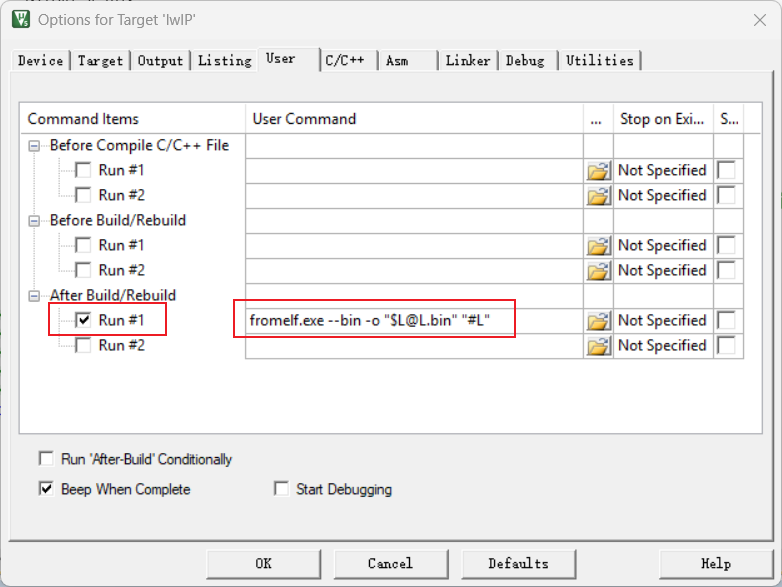 Options for Target 'lwIP'
Device Target Output Listing User C/C++ Asm Linker Debug Utilities
Command Items User Command ... Stop on Exi... S...
Before Compile C/C++ File
Run #1 Not Specified
Run #2 Not Specified
Before Build/Rebuild
Run #1 Not Specified
Run #2 Not Specified
After Build/Rebuild
Run #1 fromelf.exe --bin -o "$L@L.bin" "#L" Not Specified
Run #2 Not Specified
Run 'After-Build' Conditionally
Beep When Complete Start Debugging
OK Cancel Defaults Help